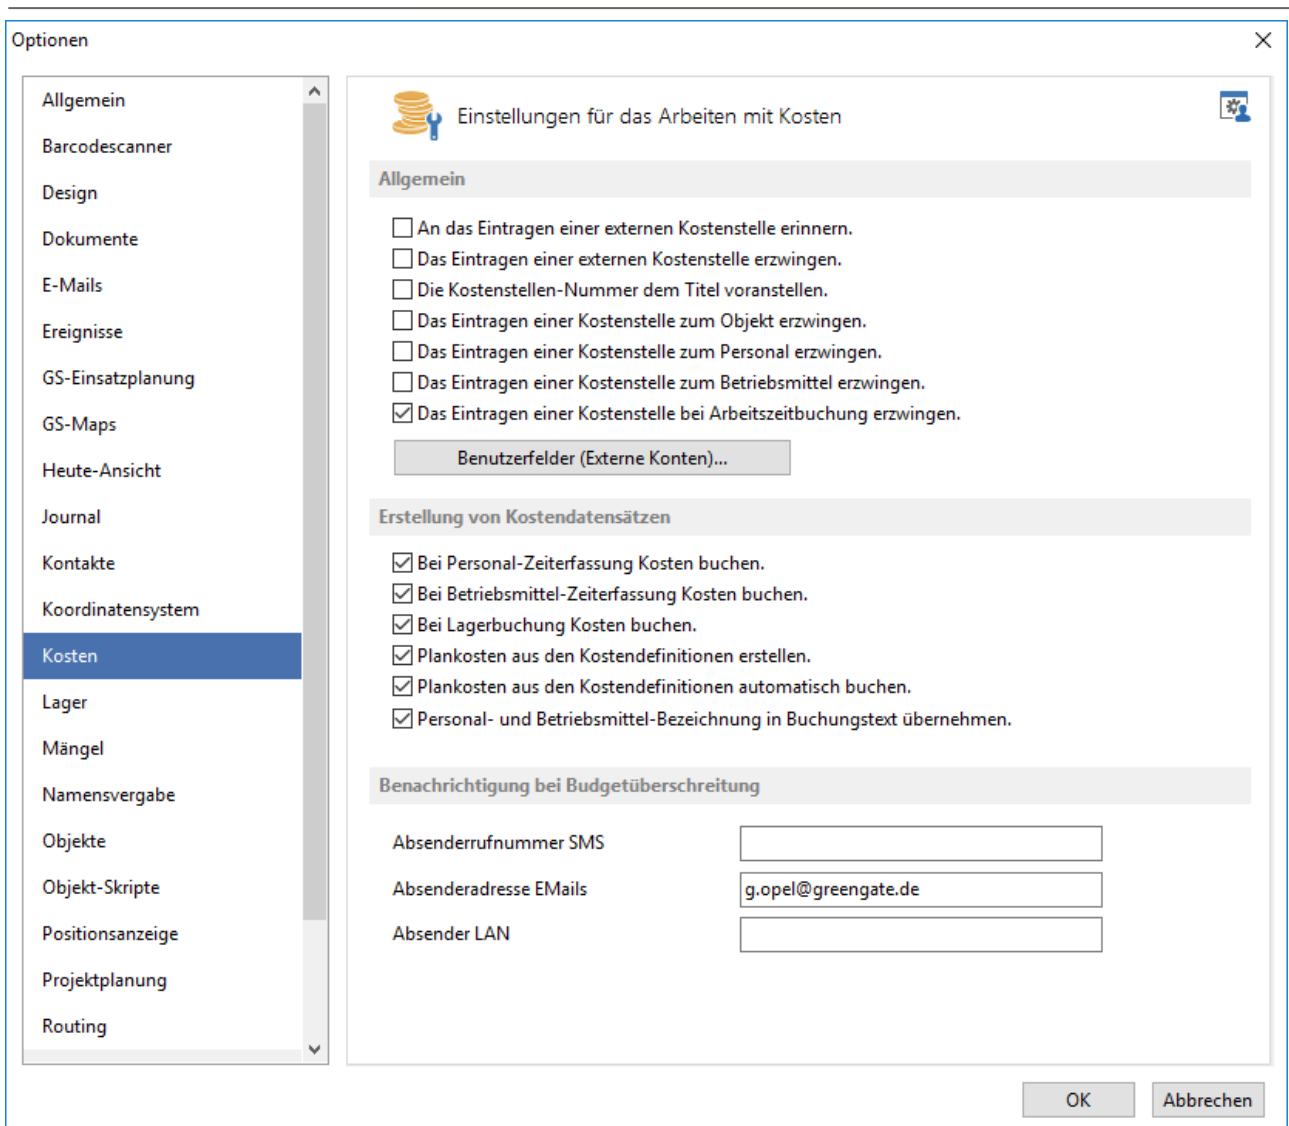 Optionen
Allgemein
Barcodescanner
Design
Dokumente
E-Mails
Ereignisse
GS-Einsatzplanung
GS-Maps
Heute-Ansicht
Journal
Kontakte
Koordinatensystem
Kosten
Lager
Mängel
Namensvergabe
Objekte
Objekt-Skripte
Positionsanzeige
Projektplanung
Routing
Einstellungen für das Arbeiten mit Kosten
Allgemein
An das Eintragen einer externen Kostenstelle erinnern.
Das Eintragen einer externen Kostenstelle erzwingen.
Die Kostenstellen-Nummer dem Titel voranstellen.
Das Eintragen einer Kostenstelle zum Objekt erzwingen.
Das Eintragen einer Kostenstelle zum Personal erzwingen.
Das Eintragen einer Kostenstelle zum Betriebsmittel erzwingen.
Das Eintragen einer Kostenstelle bei Arbeitszeitbuchung erzwingen.
Benutzerfelder (Externe Konten)...
Erstellung von Kostendatensätzen
Bei Personal-Zeiterfassung Kosten buchen.
Bei Betriebsmittel-Zeiterfassung Kosten buchen.
Bei Lagerbuchung Kosten buchen.
Plankosten aus den Kostendefinitionen erstellen.
Plankosten aus den Kostendefinitionen automatisch buchen.
Personal- und Betriebsmittel-Bezeichnung in Buchungstext übernehmen.
Benachrichtigung bei Budgetüberschreitung
Absenderrufnummer SMS
Absenderadresse EMails
g.opel@greengate.de
Absender LAN
OK
Abbrechen